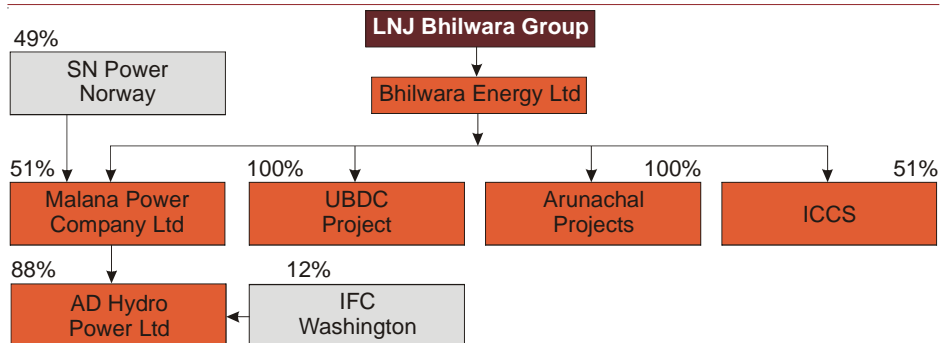 LNJ Bhilwara Group
49%
SN Power
Norway
Bhilwara Energy Ltd
51%
Malana Power
Company Ltd
100%
UBDC
Project
100%
Arunachal
Projects
51%
ICCS
88%
AD Hydro
Power Ltd
12%
IFC
Washington